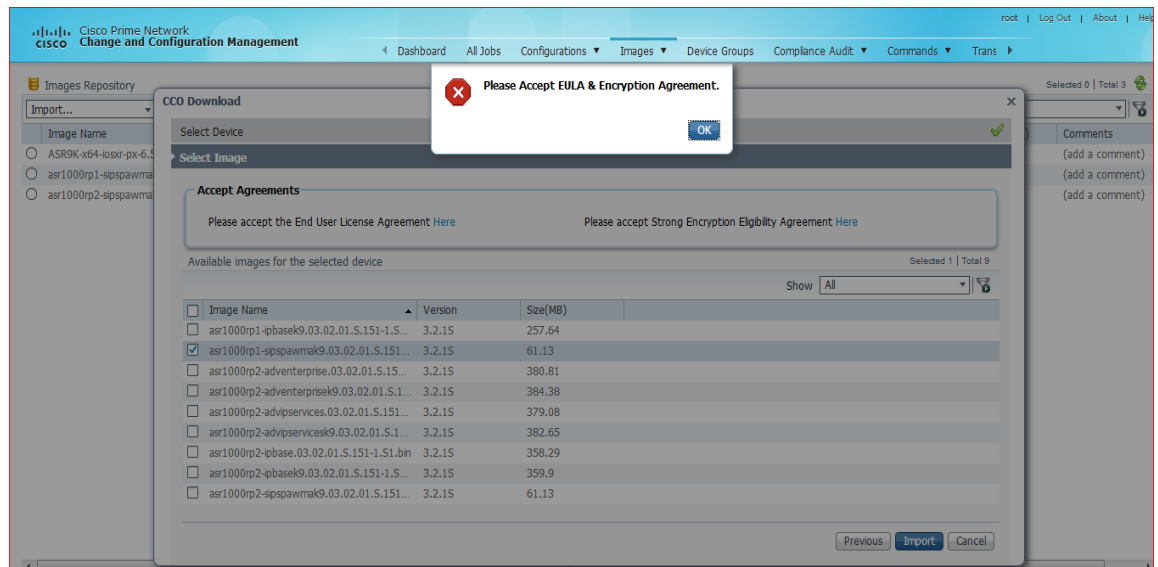 root | Log Out | About | Help
Cisco Prime Network
CISCO Change and Configuration Management
Dashboard All Jobs Configurations Images Device Groups Compliance Audit Commands Trans
Please Accept EULA & Encryption Agreement.
OK
Images Repository
Selected 0 | Total 3
Import...
CCO Download
Image Name
Comments
Select Device
ASR9K-x64-iosxr-px-6.5
(add a comment)
Select Image
asr1000rp1-sipspawma
(add a comment)
asr1000rp2-sipspawma
(add a comment)
Accept Agreements
Please accept the End User License Agreement Here
Please accept Strong Encryption Eligibility Agreement Here
Available images for the selected device
Selected 1 | Total 9
Show All
Image Name Version Size(MB)
asr1000rp1-ipbasek9.03.02.01.S.151-1.S... 3.2.1S 257.64
asr1000rp1-sipspawmak9.03.02.01.S.151... 3.2.1S 61.13
asr1000rp2-adventerprise.03.02.01.S.15... 3.2.1S 380.81
asr1000rp2-adventerprisek9.03.02.01.S.1... 3.2.1S 384.38
asr1000rp2-advipservices.03.02.01.S.151... 3.2.1S 379.08
asr1000rp2-advipservicesk9.03.02.01.S.1... 3.2.1S 382.65
asr1000rp2-ipbase.03.02.01.S.151-1.S1.bin 3.2.1S 358.29
asr1000rp2-ipbasek9.03.02.01.S.151-1.S... 3.2.1S 359.9
asr1000rp2-sipspawmak9.03.02.01.S.151... 3.2.1S 61.13
Previous Import Cancel